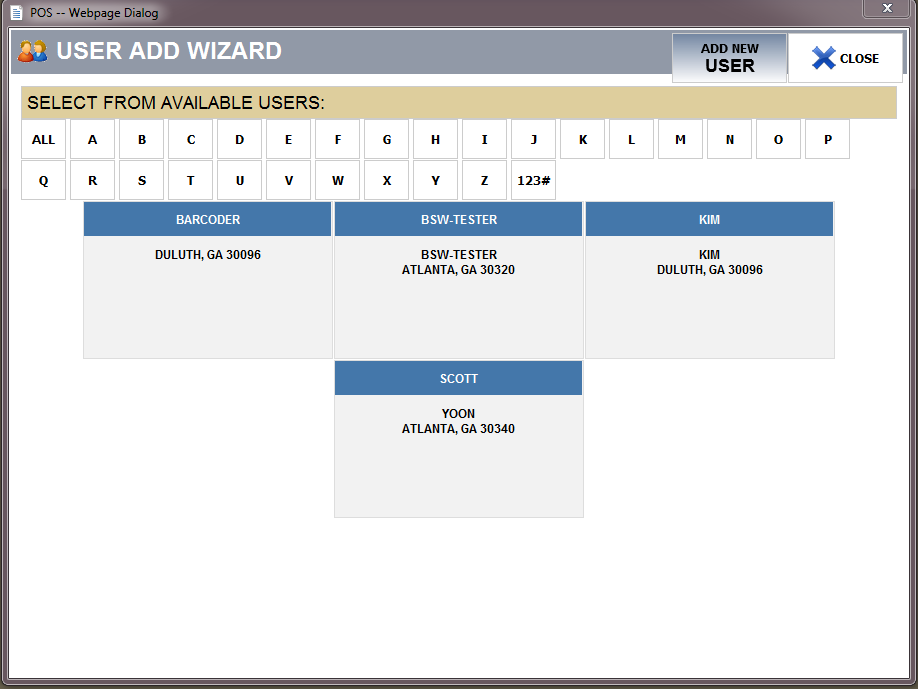 POS -- Webpage Dialog
USER ADD WIZARD
ADD NEW
USER
CLOSE
SELECT FROM AVAILABLE USERS:
ALL A B C D E F G H I J K L M N O P
Q R S T U V W X Y Z 123#
BARCODER
DULUTH, GA 30096
BSW-TESTER
BSW-TESTER
ATLANTA, GA 30320
KIM
KIM
DULUTH, GA 30096
SCOTT
YOON
ATLANTA, GA 30340